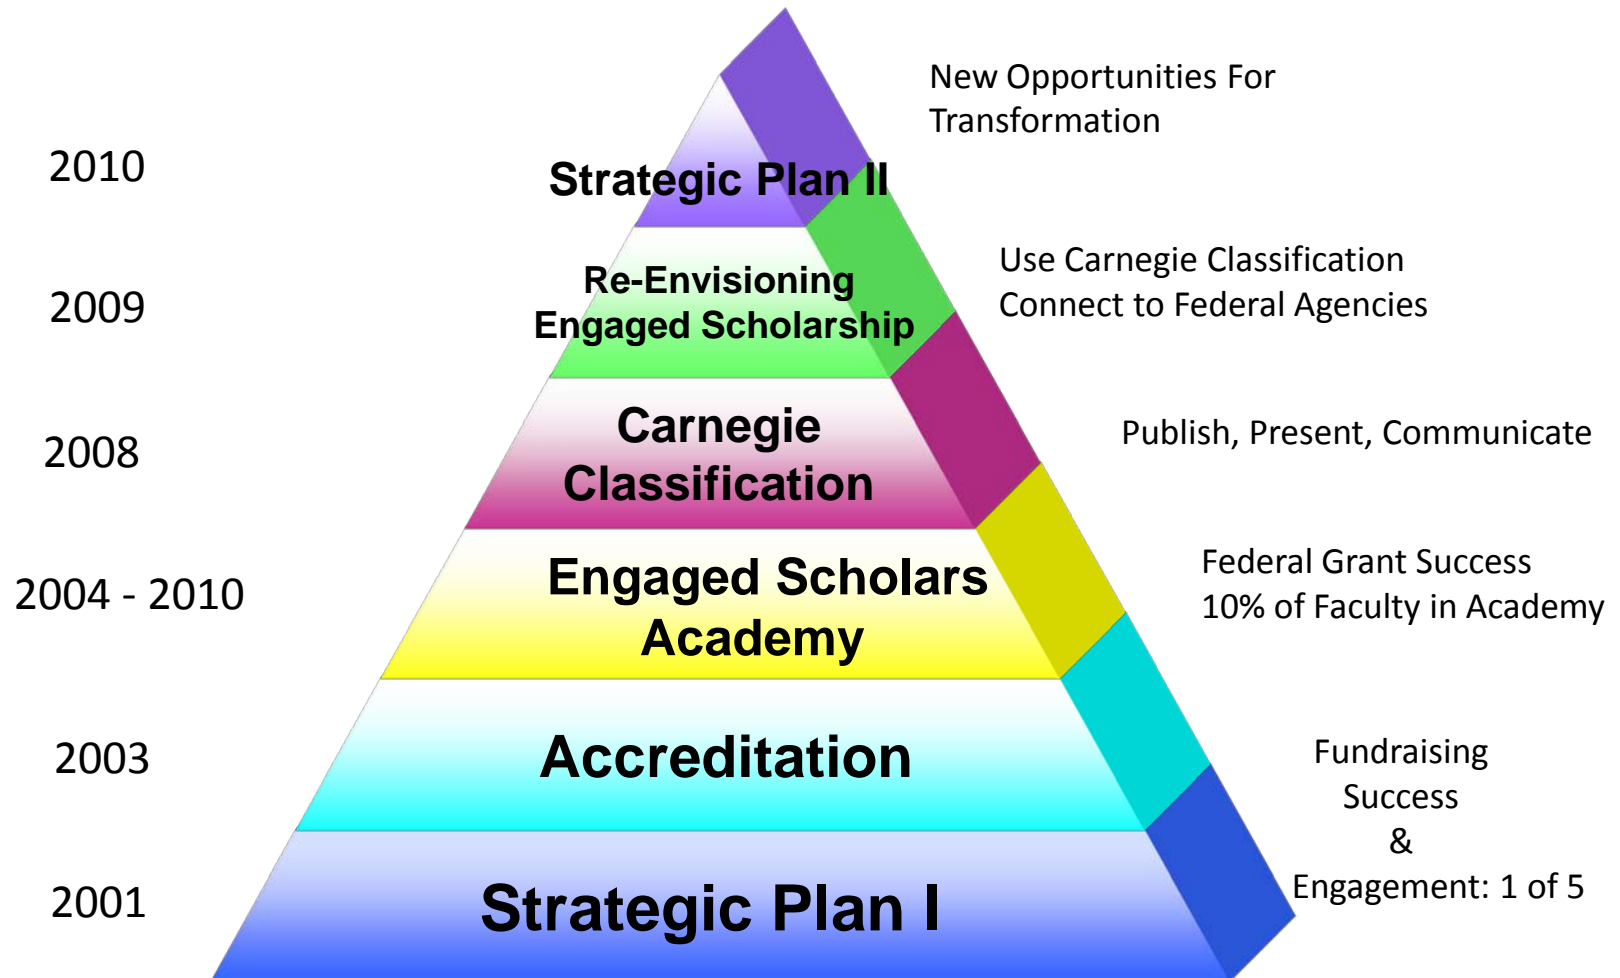 New Opportunities For
Transformation
2010
Strategic Plan II
2009
Re-Envisioning
Engaged Scholarship
Use Carnegie Classification
Connect to Federal Agencies
2008
Carnegie
Classification
Publish, Present, Communicate
2004 - 2010
Engaged Scholars
Academy
Federal Grant Success
10% of Faculty in Academy
2003
Accreditation
Fundraising
Success
&
Engagement: 1 of 5
2001
Strategic Plan I